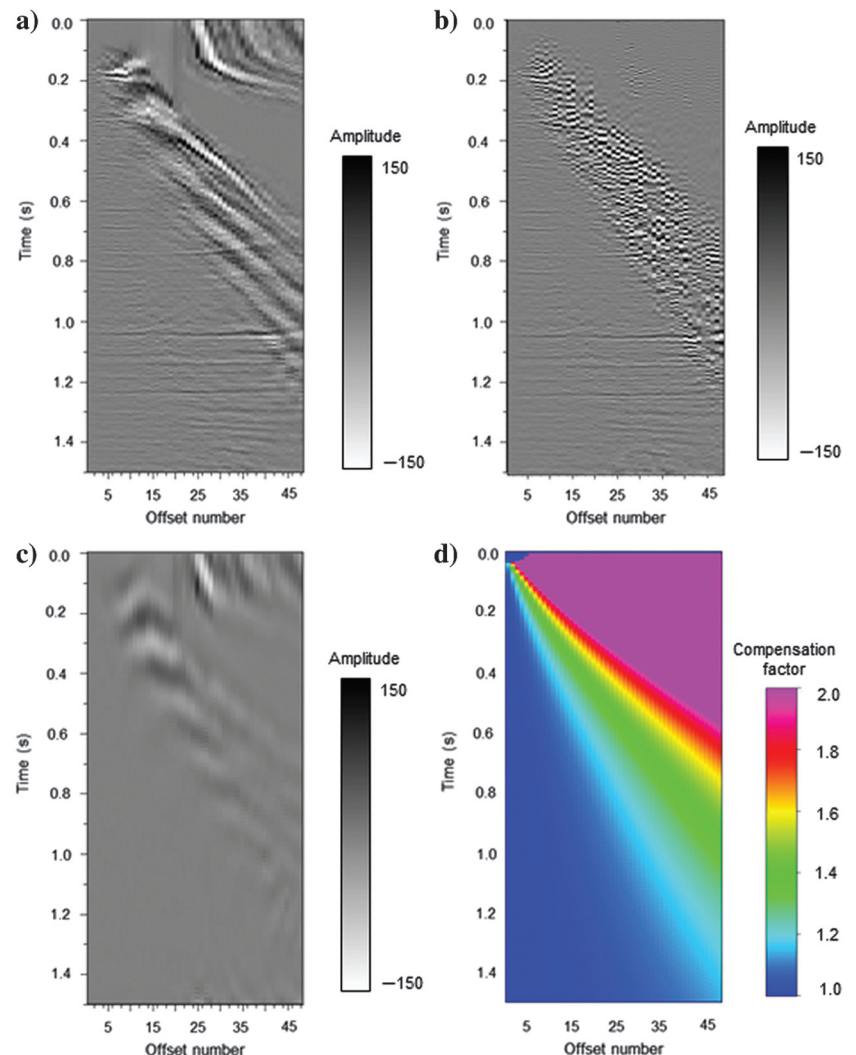 a)
0.0
0.2
0.4
0.6
0.8
1.0
1.2
1.4
Time (s)
5 15 25 35 45
Offset number
Amplitude
150
−150
b)
0.0
0.2
0.4
0.6
0.8
1.0
1.2
1.4
Time (s)
5 15 25 35 45
Offset number
Amplitude
150
−150
c)
0.0
0.2
0.4
0.6
0.8
1.0
1.2
1.4
Time (s)
5 15 25 35 45
Offset number
Amplitude
150
−150
d)
0.0
0.2
0.4
0.6
0.8
1.0
1.2
1.4
Time (s)
5 15 25 35 45
Offset number
Compensation
factor
2.0
1.8
1.6
1.4
1.2
1.0